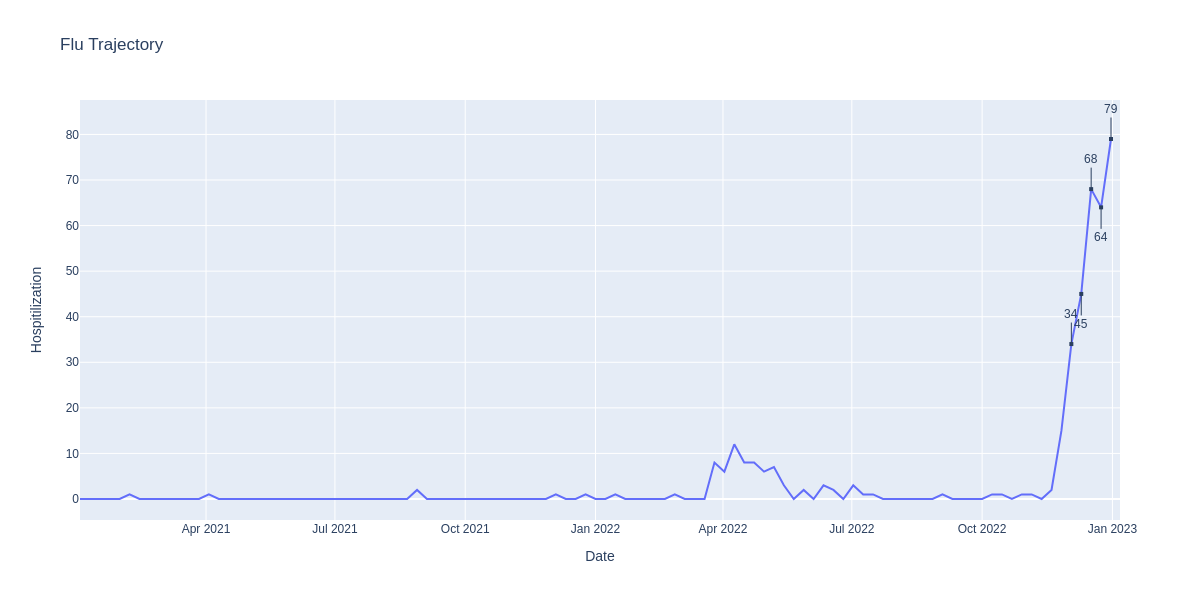 Flu Trajectory
79
80
68
70
64
60
50
Hospitilization
40
34
45
30
20
10
0
Apr 2021
Jul 2021
Oct 2021
Jan 2022
Apr 2022
Jul 2022
Oct 2022
Jan 2023
Date